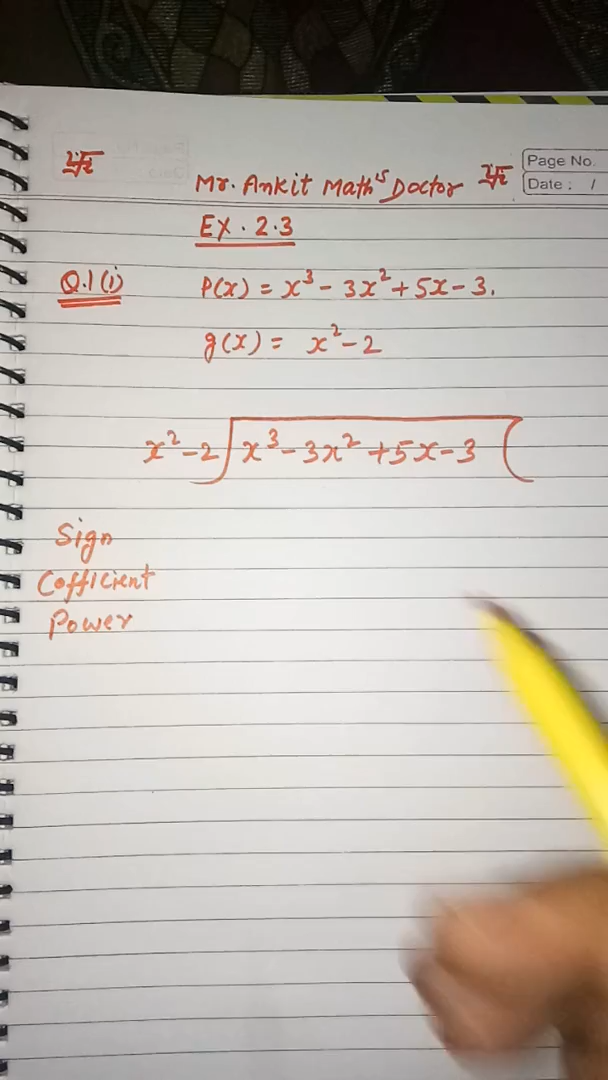 Page No.
Date : /
Mr. Ankit Math's Doctor
EX. 2.3
Q.1(i) P(x) = x³ - 3x² + 5x - 3.
g(x) = x² - 2
x² - 2 x³ - 3x² + 5x - 3 (
Sign
Cofficient
Power